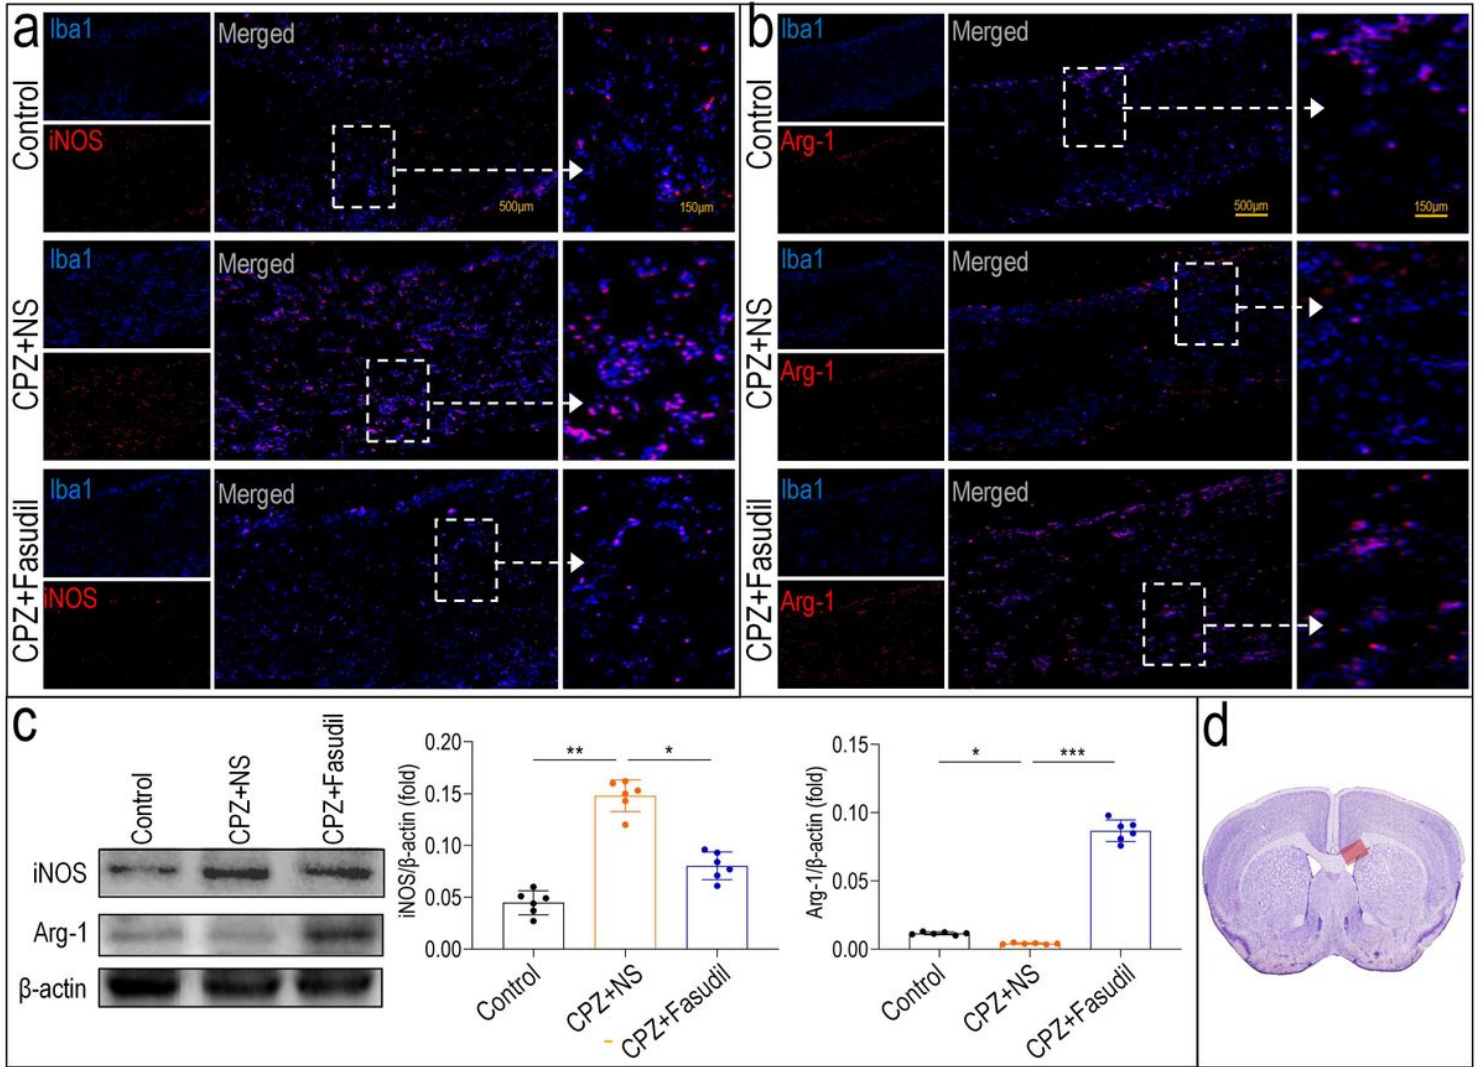 a
Control
Iba1
iNOS
Merged
500μm
150μm
CPZ+NS
Iba1
Merged
CPZ+Fasudil
Iba1
iNOS
Merged
b
Control
Iba1
Arg-1
Merged
500μm
150μm
CPZ+NS
Iba1
Arg-1
Merged
CPZ+Fasudil
Iba1
Arg-1
Merged
c
Control
CPZ+NS
CPZ+Fasudil
iNOS
Arg-1
β-actin
iNOS/β-actin (fold)
0.20
0.15
0.10
0.05
0.00
** *
Control
CPZ+NS
CPZ+Fasudil
Arg-1/β-actin (fold)
0.15
0.10
0.05
0.00
* ***
Control
CPZ+NS
CPZ+Fasudil
d